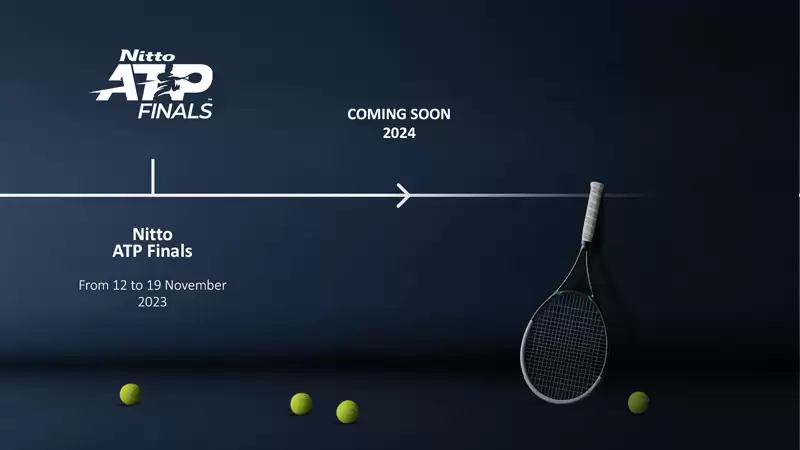 Nitto
ATP
FINALS
COMING SOON
2024
Nitto
ATP Finals
From 12 to 19 November
2023